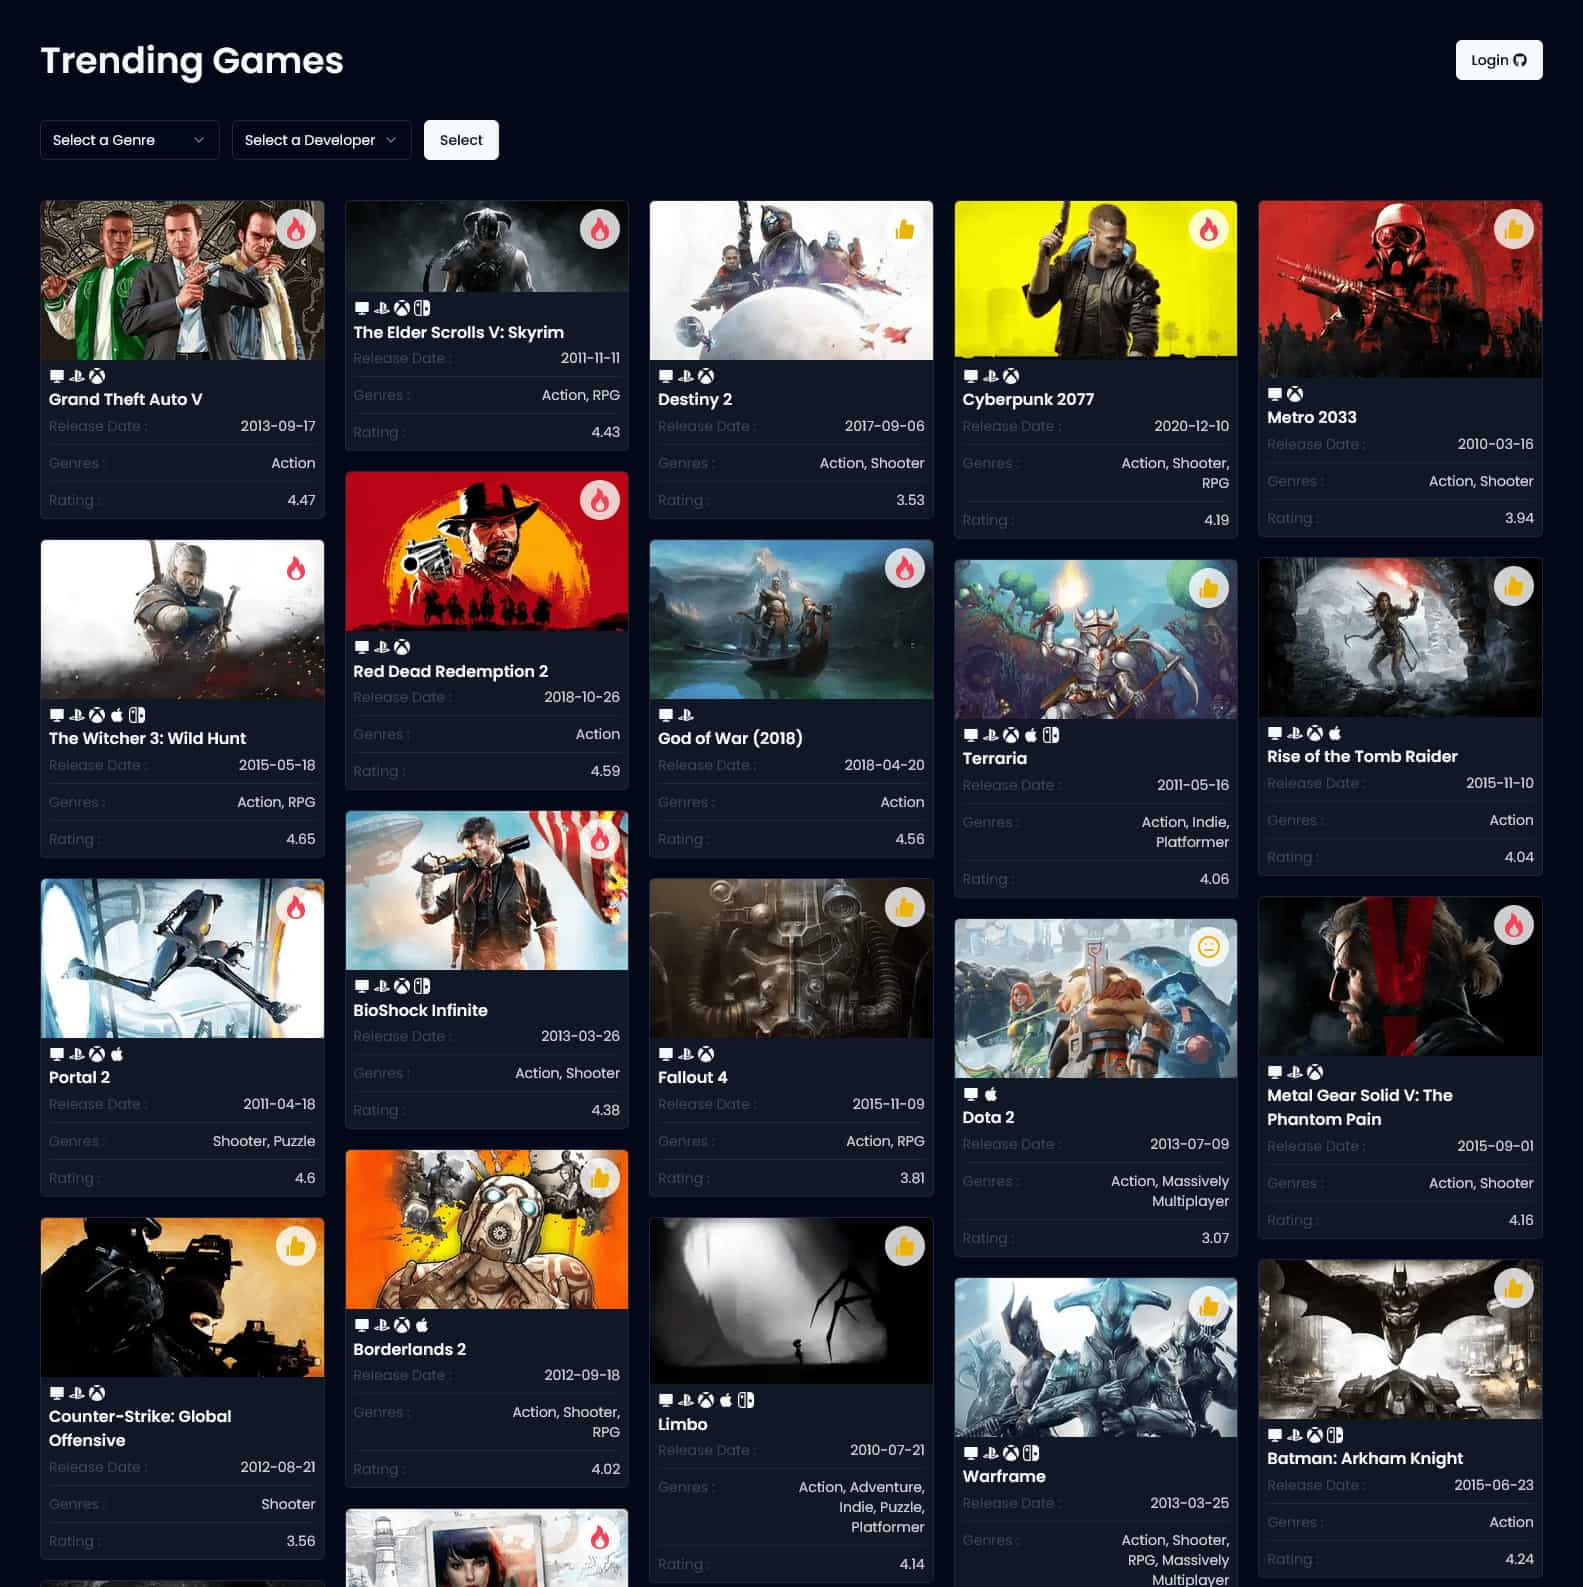 Trending Games
Login
Select a Genre
Select a Developer
Select
Grand Theft Auto V
Release Date : 2013-09-17
Genres : Action
Rating : 4.47
The Witcher 3: Wild Hunt
Release Date : 2015-05-18
Genres : Action, RPG
Rating : 4.65
Portal 2
Release Date : 2011-04-18
Genres : Shooter, Puzzle
Rating : 4.6
Counter-Strike: Global
Offensive
Release Date : 2012-08-21
Genres : Shooter
Rating : 3.56
The Elder Scrolls V: Skyrim
Release Date : 2011-11-11
Genres : Action, RPG
Rating : 4.43
Red Dead Redemption 2
Release Date : 2018-10-26
Genres : Action
Rating : 4.59
BioShock Infinite
Release Date : 2013-03-26
Genres : Action, Shooter
Rating : 4.38
Borderlands 2
Release Date : 2012-09-18
Genres : Action, Shooter,
RPG
Rating : 4.02
Destiny 2
Release Date : 2017-09-06
Genres : Action, Shooter
Rating : 3.53
God of War (2018)
Release Date : 2018-04-20
Genres : Action
Rating : 4.56
Fallout 4
Release Date : 2015-11-09
Genres : Action, RPG
Rating : 3.81
Limbo
Release Date : 2010-07-21
Genres : Action, Adventure,
Indie, Puzzle,
Platformer
Rating : 4.14
Cyberpunk 2077
Release Date : 2020-12-10
Genres : Action, Shooter,
RPG
Rating : 4.19
Terraria
Release Date : 2011-05-16
Genres : Action, Indie,
Platformer
Rating : 4.06
Dota 2
Release Date : 2013-07-09
Genres : Action, Massively
Multiplayer
Rating : 3.07
Warframe
Release Date : 2013-03-25
Genres : Action, Shooter,
RPG, Massively
Multiplayer
Metro 2033
Release Date : 2010-03-16
Genres : Action, Shooter
Rating : 3.94
Rise of the Tomb Raider
Release Date : 2015-11-10
Genres : Action
Rating : 4.04
Metal Gear Solid V: The
Phantom Pain
Release Date : 2015-09-01
Genres : Action, Shooter
Rating : 4.16
Batman: Arkham Knight
Release Date : 2015-06-23
Genres : Action
Rating : 4.24